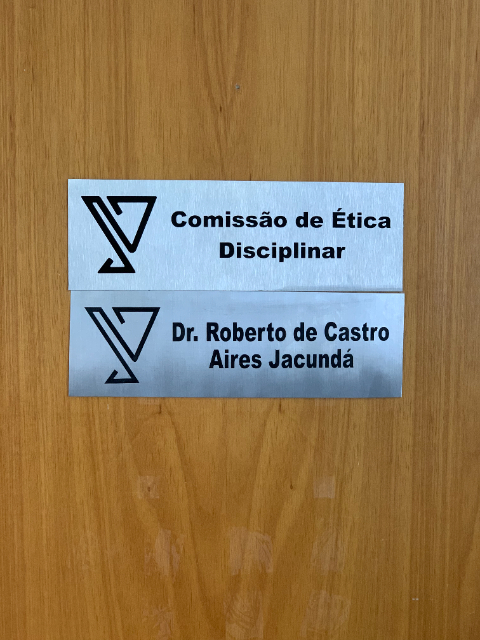 Comissão de Ética
Disciplinar
Dr. Roberto de Castro
Aires Jacundá